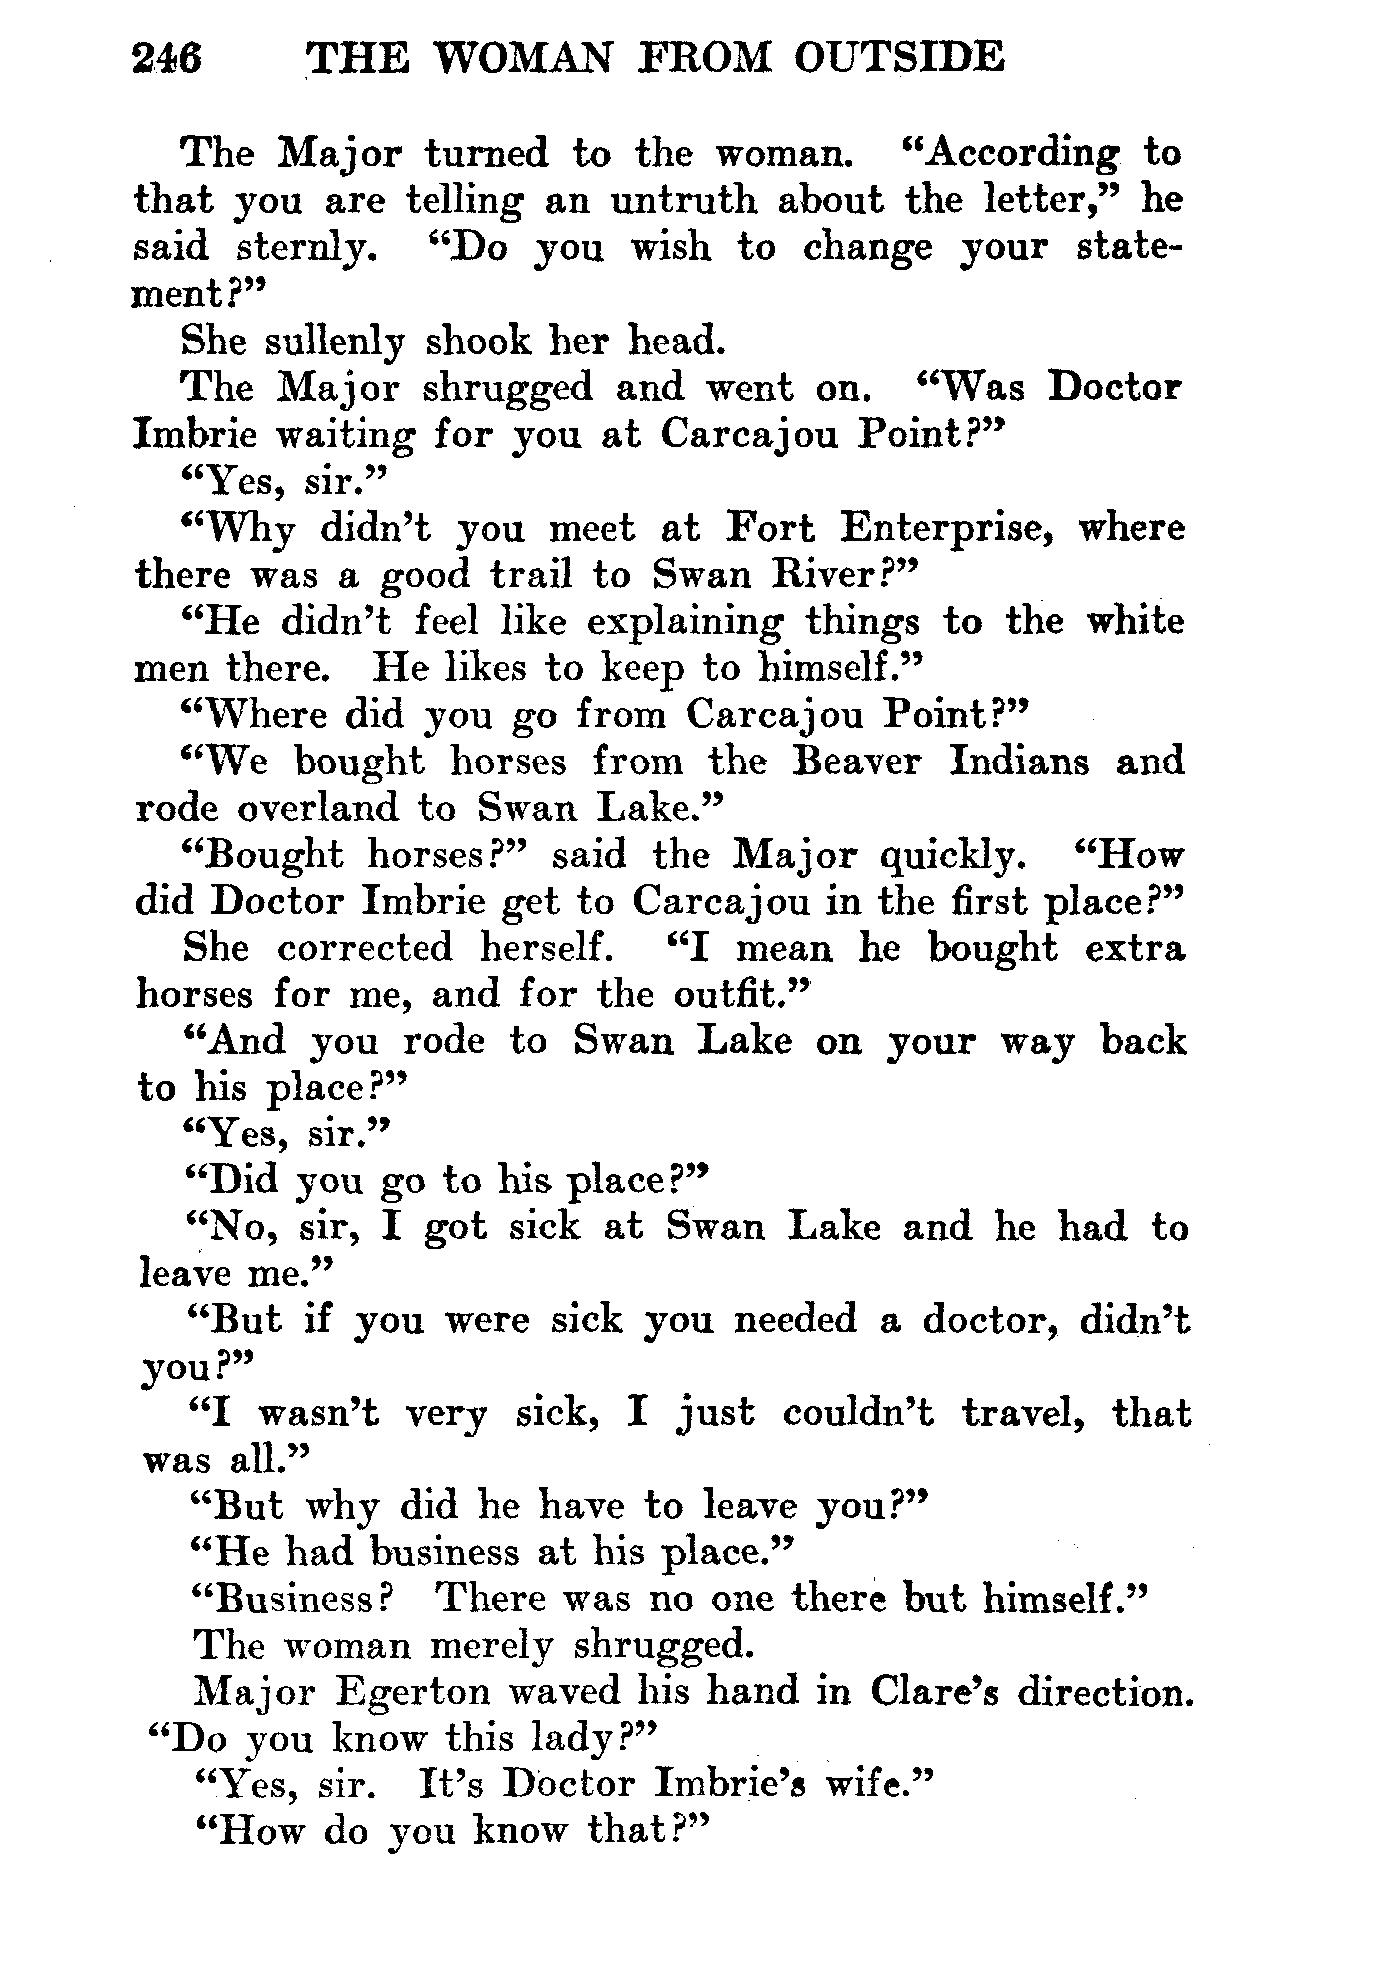 246 THE WOMAN FROM OUTSIDE
The Major turned to the woman. “According to
that you are telling an untruth about the letter,” he
said sternly. “Do you wish to change your state-
ment?”
She sullenly shook her head.
The Major shrugged and went on. “Was Doctor
Imbrie waiting for you at Carcajou Point?”
“Yes, sir.”
“Why didn’t you meet at Fort Enterprise, where
there was a good trail to Swan River?”
“He didn’t feel like explaining things to the white
men there. He likes to keep to himself.”
“Where did you go from Carcajou Point?”
“We bought horses from the Beaver Indians and
rode overland to Swan Lake.”
“Bought horses?” said the Major quickly. “How
did Doctor Imbrie get to Carcajou in the first place?”
She corrected herself. “I mean he bought extra
horses for me, and for the outfit.”
“And you rode to Swan Lake on your way back
to his place?”
“Yes, sir.”
“Did you go to his place?”
“No, sir, I got sick at Swan Lake and he had to
leave me.”
“But if you were sick you needed a doctor, didn’t
you?”
“I wasn’t very sick, I just couldn’t travel, that
was all.”
“But why did he have to leave you?”
“He had business at his place.”
“Business? There was no one there but himself.”
The woman merely shrugged.
Major Egerton waved his hand in Clare’s direction.
“Do you know this lady?”
“Yes, sir. It’s Doctor Imbrie’s wife.”
“How do you know that?”